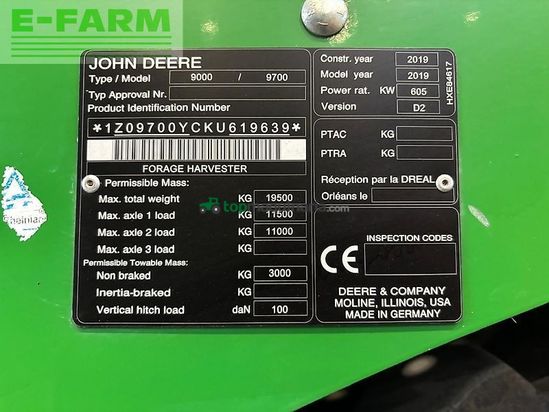 E-FARM
JOHN DEERE
Type / Model 9000 / 9700
Typ Approval Nr.
Product Identification Number
*1Z09700YCKU619639*
FORAGE HARVESTER
Permissible Mass:
Max. total weight KG 19500
Max. axle 1 load KG 11500
Max. axle 2 load KG 11000
Max. axle 3 load KG
Permissible Towable Mass:
Non braked KG 3000
Inertia-braked KG
Vertical hitch load daN 100
Constr. year 2019
Model year 2019
Power rat. KW 605
Version D2
HXE84617
PTAC KG
PTRA KG
Réception par la DREAL
Orléans le
INSPECTION CODES
CE
DEERE & COMPANY
MOLINE, ILLINOIS, USA
MADE IN GERMANY